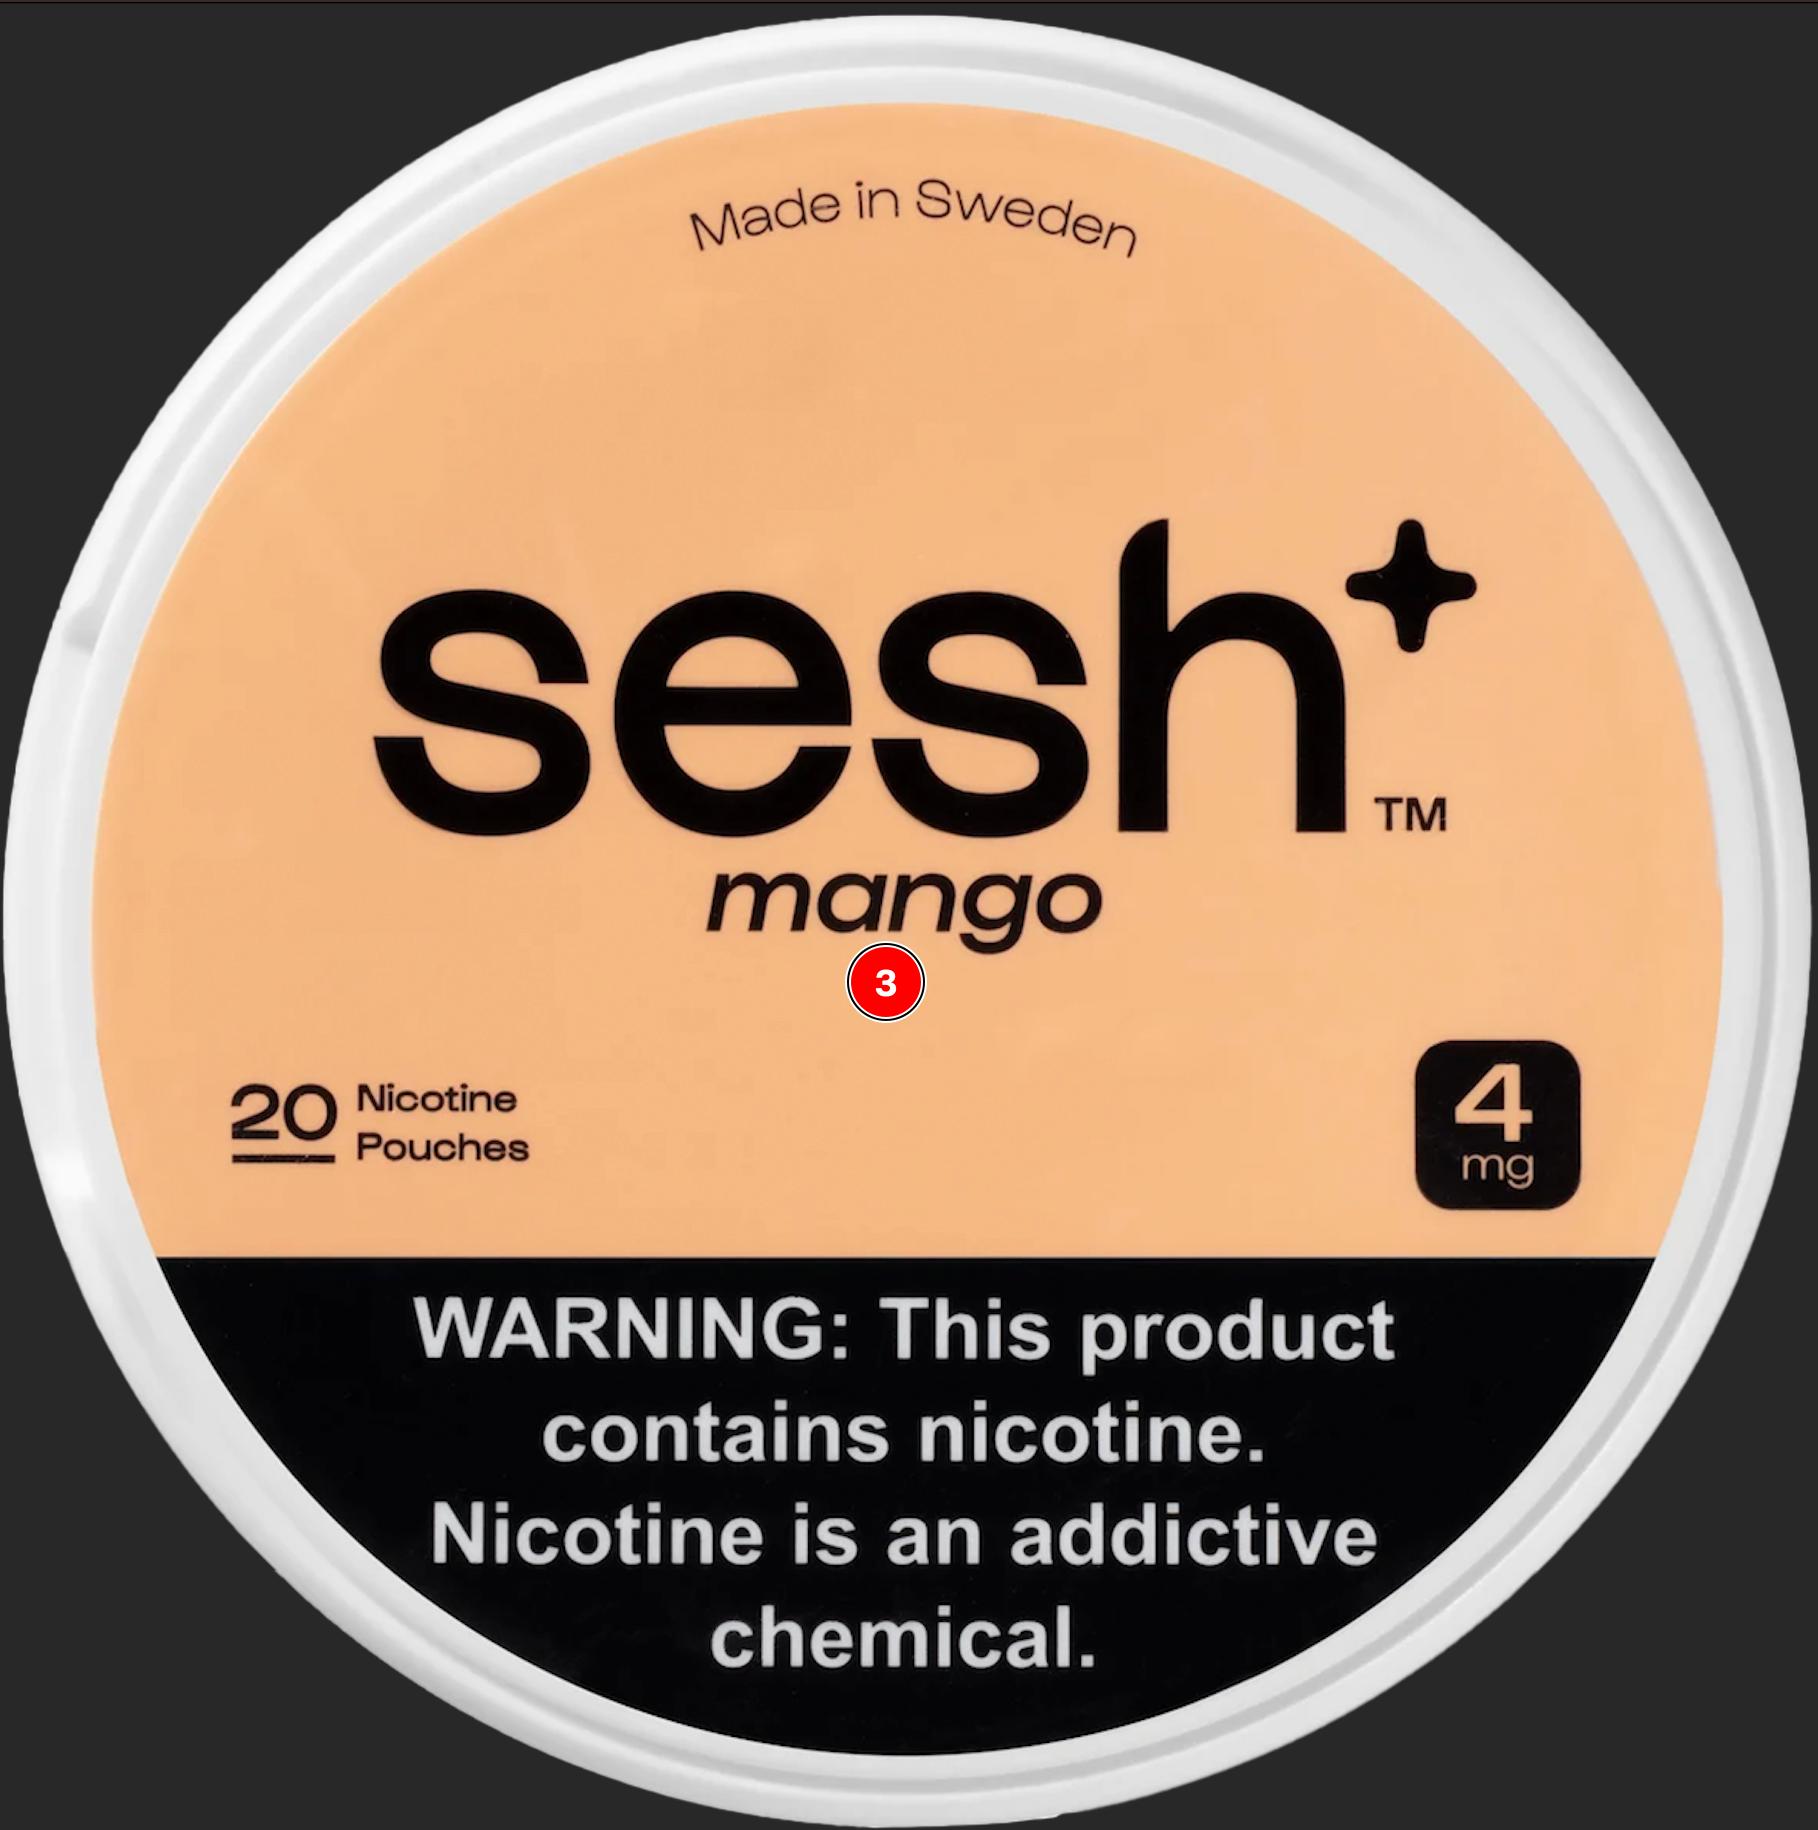 Made in Sweden
sesh+ TM
mango
3
20 Nicotine
Pouches
4
mg
WARNING: This product
contains nicotine.
Nicotine is an addictive
chemical.